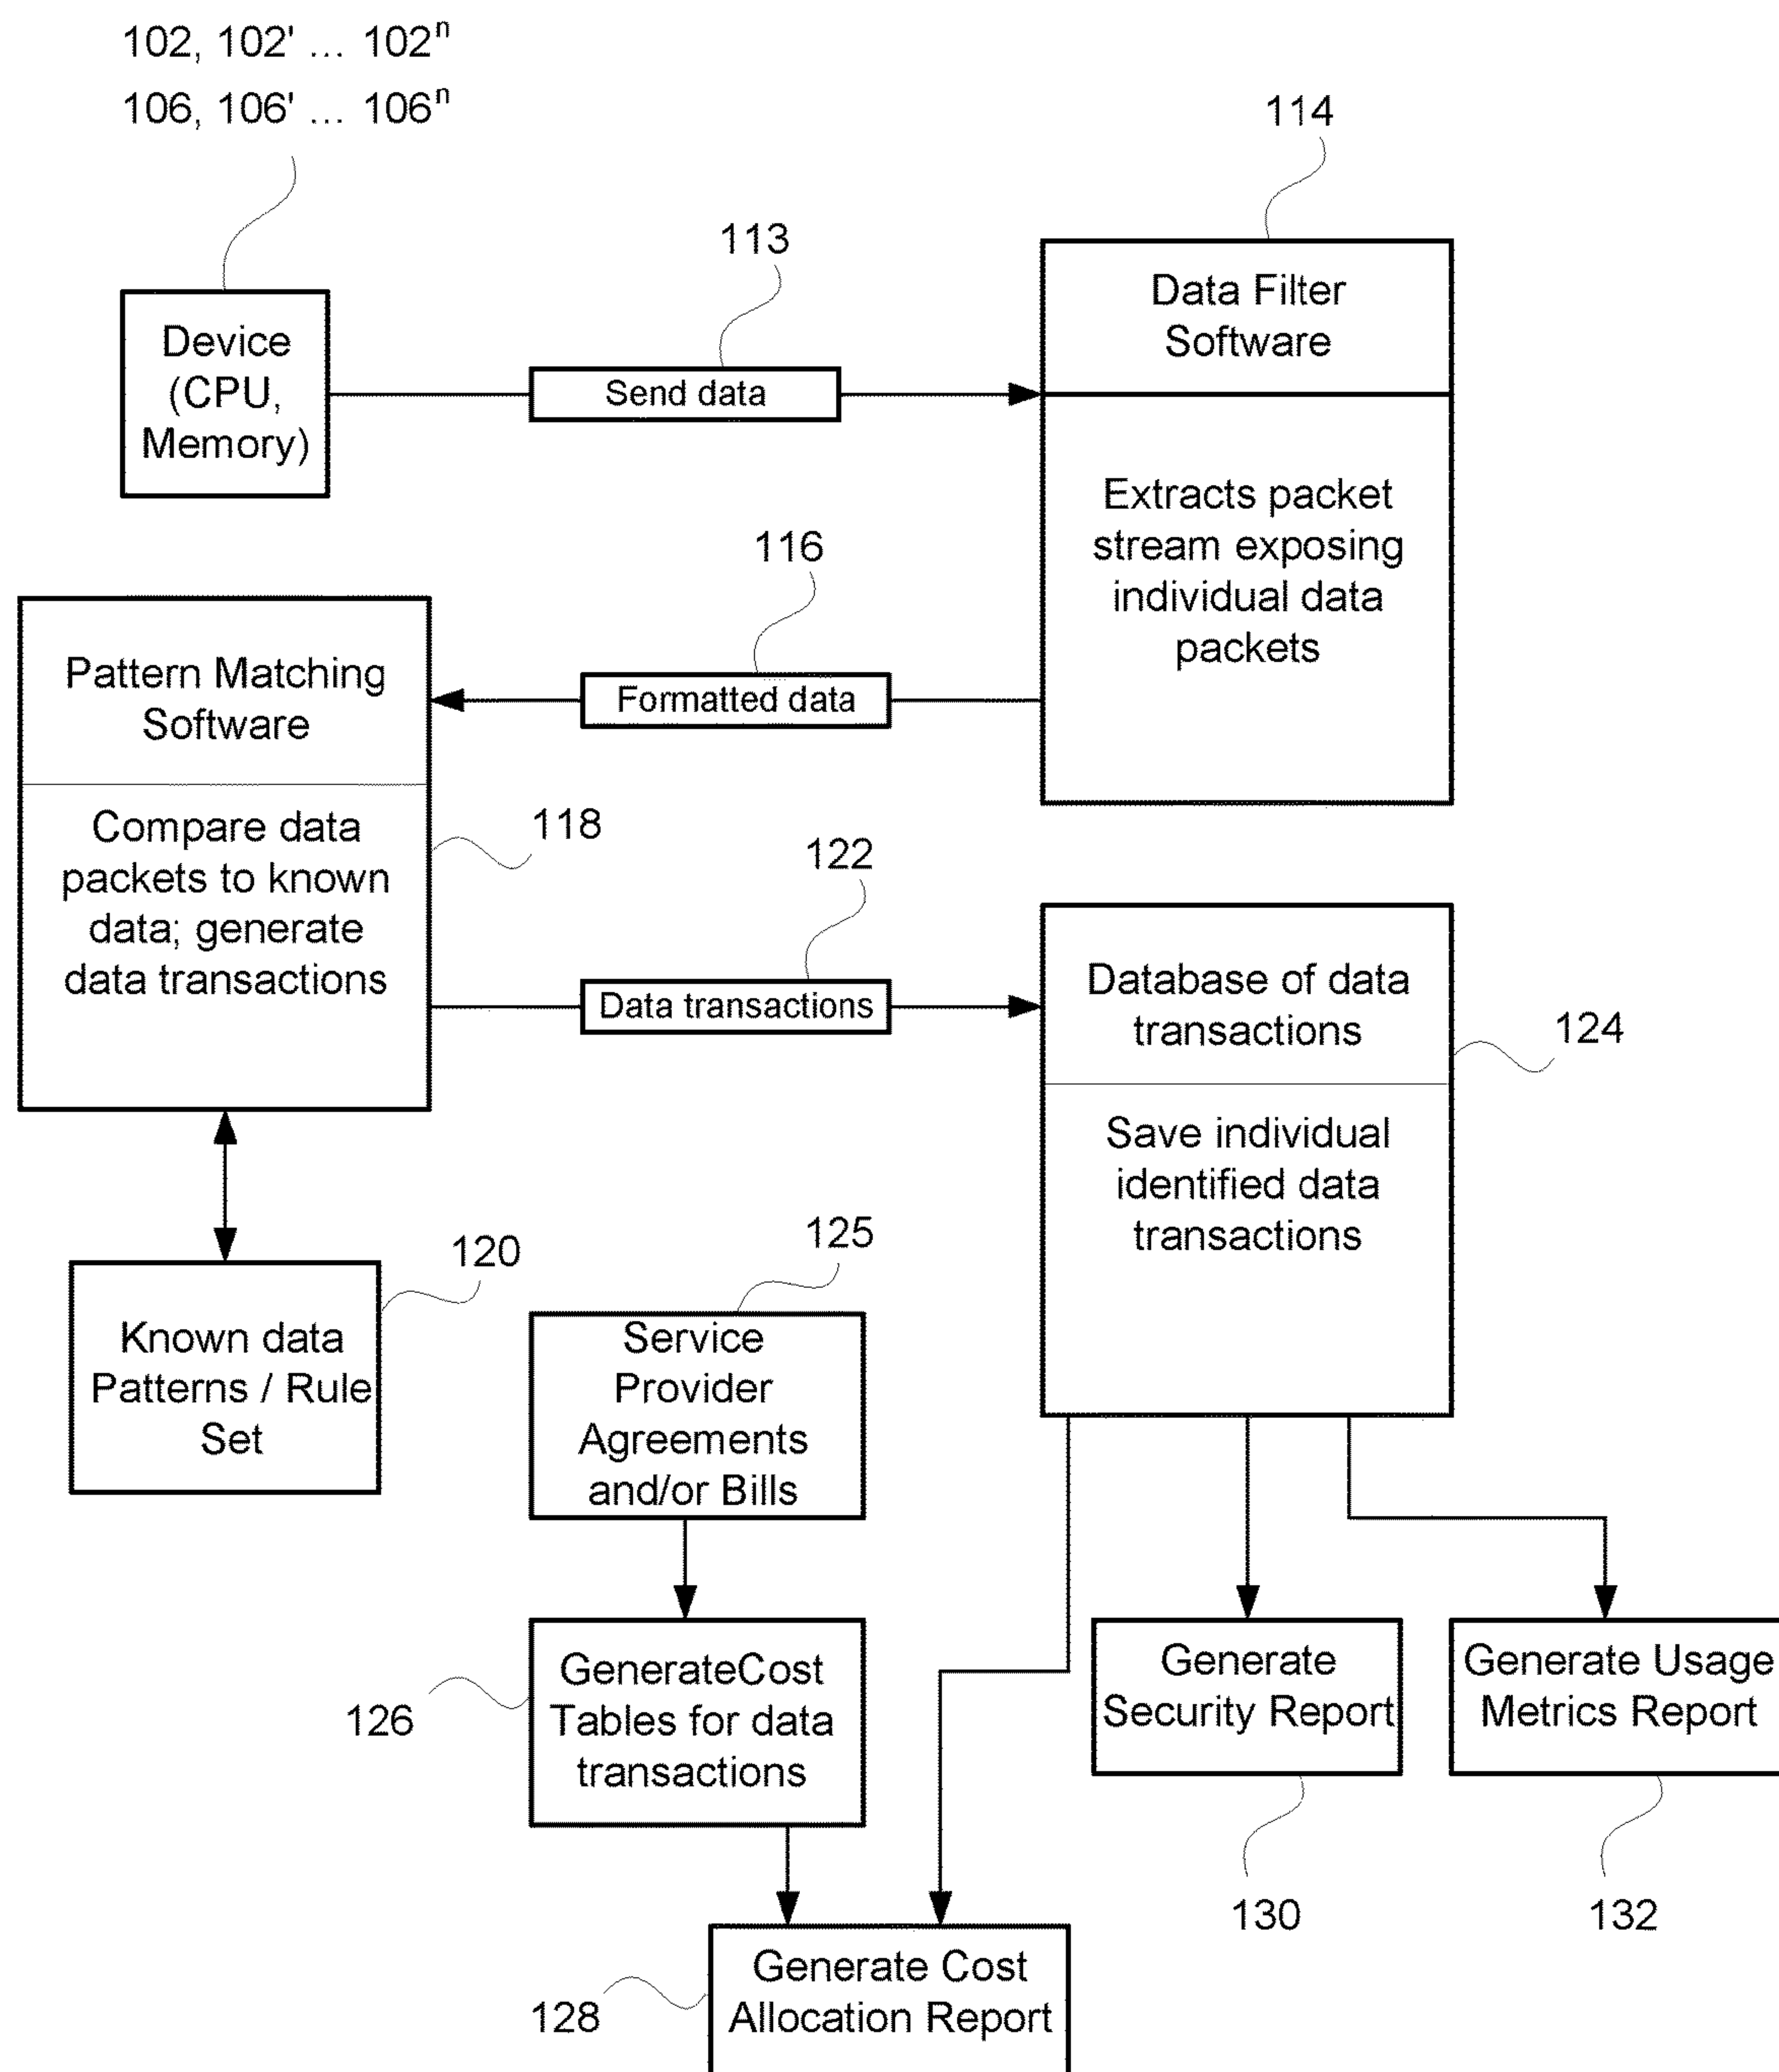 102, 102' ... 102ⁿ
106, 106' ... 106ⁿ
114
113
Data Filter
Software
Device
(CPU,
Memory)
Send data
Extracts packet
stream exposing
individual data
packets
116
Pattern Matching
Software
Formatted data
Compare data
packets to known
data; generate
data transactions
118
122
Data transactions
Database of data
transactions
124
Save individual
identified data
transactions
120
125
Known data
Patterns / Rule
Set
Service
Provider
Agreements
and/or Bills
GenerateCost
Tables for data
transactions
126
Generate
Security Report
Generate Usage
Metrics Report
130
132
Generate Cost
Allocation Report
128